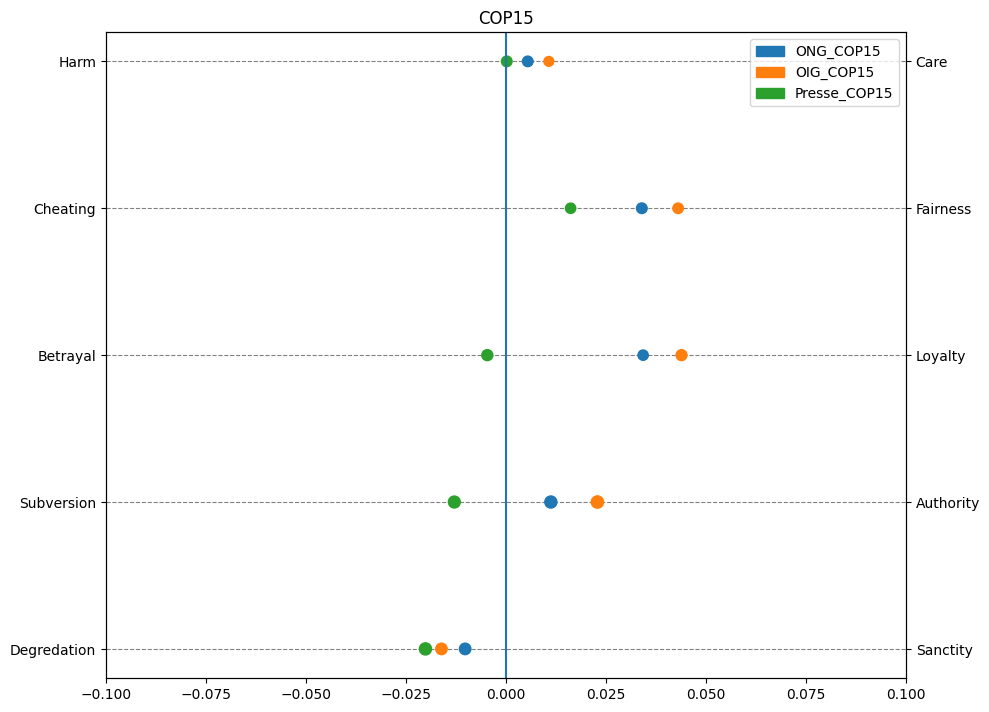 COP15
ONG_COP15
OIG_COP15
Presse_COP15
Harm
Care
Cheating
Fairness
Betrayal
Loyalty
Subversion
Authority
Degredation
Sanctity
−0.100 −0.075 −0.050 −0.025 0.000 0.025 0.050 0.075 0.100